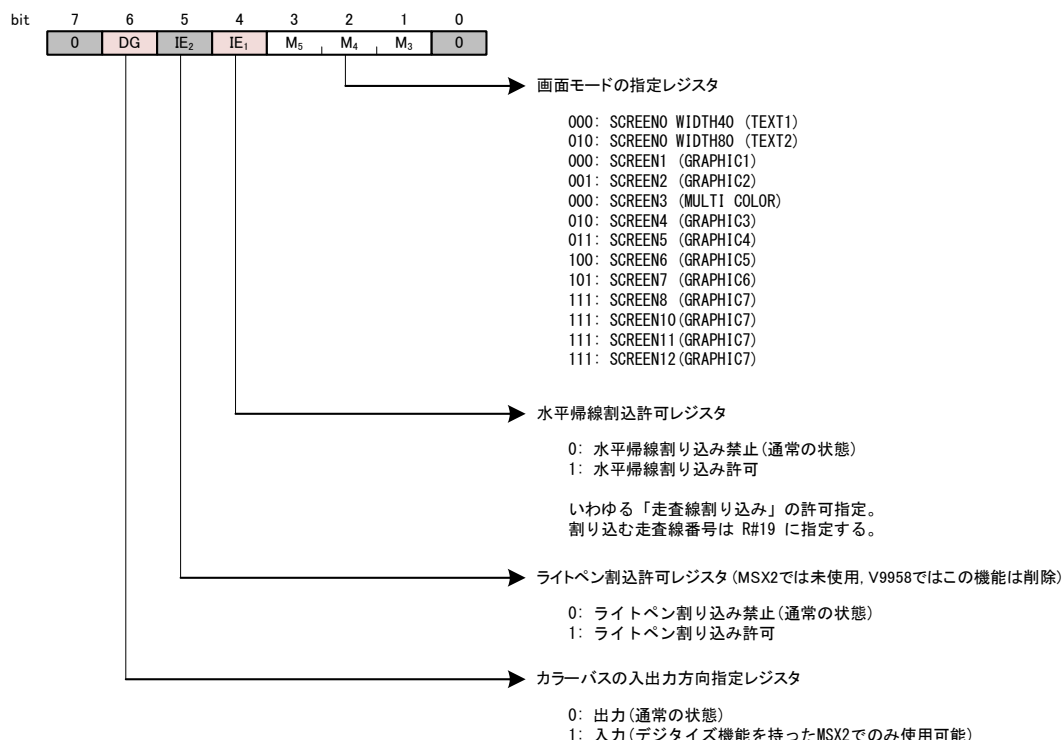 bit 7 6 5 4 3 2 1 0
0 DG IE₂ IE₁ M₅ M₄ M₃ 0
画面モードの指定レジスタ
000: SCREEN0 WIDTH40 (TEXT1)
010: SCREEN0 WIDTH80 (TEXT2)
000: SCREEN1 (GRAPHIC1)
001: SCREEN2 (GRAPHIC2)
000: SCREEN3 (MULTI COLOR)
010: SCREEN4 (GRAPHIC3)
011: SCREEN5 (GRAPHIC4)
100: SCREEN6 (GRAPHIC5)
101: SCREEN7 (GRAPHIC6)
111: SCREEN8 (GRAPHIC7)
111: SCREEN10(GRAPHIC7)
111: SCREEN11(GRAPHIC7)
111: SCREEN12(GRAPHIC7)
水平帰線割込許可レジスタ
0: 水平帰線割り込み禁止(通常の状態)
1: 水平帰線割り込み許可
いわゆる「走査線割り込み」の許可指定。
割り込む走査線番号は R#19 に指定する。
ライトペン割込許可レジスタ(MSX2では未使用, V9958ではこの機能は削除)
0: ライトペン割り込み禁止(通常の状態)
1: ライトペン割り込み許可
カラーバスの入出力方向指定レジスタ
0: 出力(通常の状態)
1: 入力(デジタイズ機能を持ったMSX2でのみ使用可能)